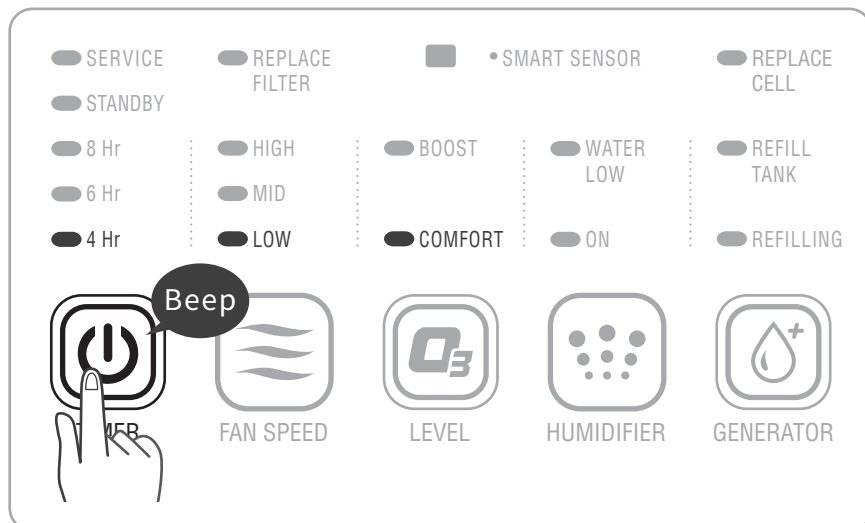 SERVICE
REPLACE
FILTER
• SMART SENSOR
REPLACE
CELL
STANDBY
8 Hr
HIGH
BOOST
WATER
LOW
REFILL
TANK
6 Hr
MID
4 Hr
LOW
COMFORT
ON
REFILLING
Beep
O3
FAN SPEED
LEVEL
HUMIDIFIER
GENERATOR